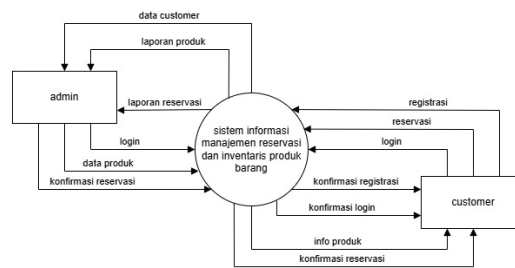 data customer
laporan produk
admin
laporan reservasi
registrasi
reservasi
login
login
sistem informasi
manajemen reservasi
dan inventaris produk
barang
data produk
konfirmasi reservasi
konfirmasi registrasi
konfirmasi login
customer
info produk
konfirmasi reservasi